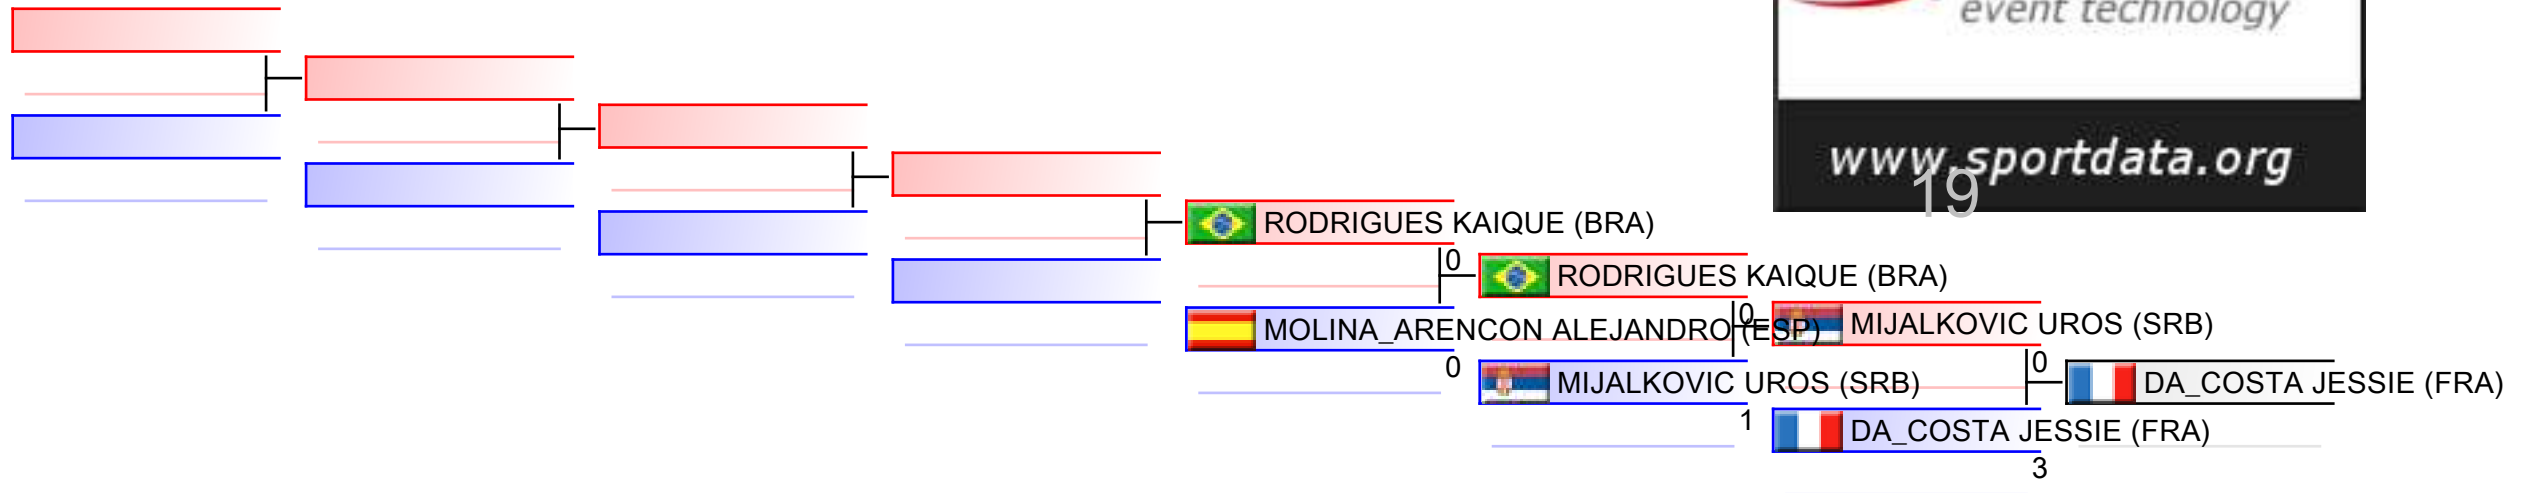 event technology
www.sportdata.org
19
RODRIGUES KAIQUE (BRA)
0
RODRIGUES KAIQUE (BRA)
MOLINA_ARENCON ALEJANDRO (ESP)
0
0
MIJALKOVIC UROS (SRB)
MIJALKOVIC UROS (SRB)
1
0
DA_COSTA JESSIE (FRA)
DA_COSTA JESSIE (FRA)
3